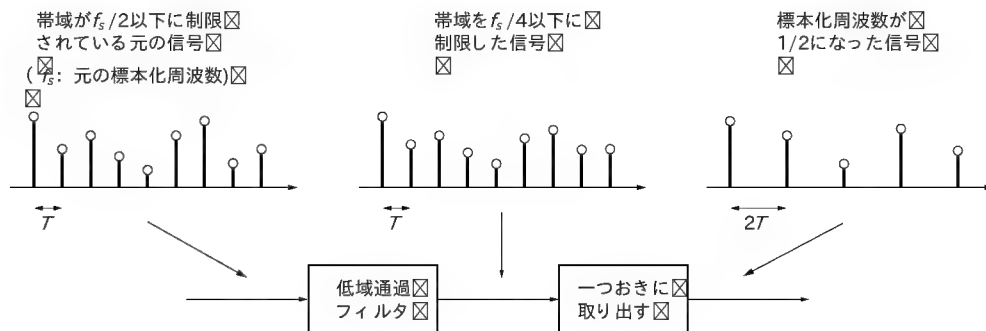 帯域がfs/2以下に制限
されている元の信号
(fs: 元の標本化周波数)
帯域をfs/4以下に
制限した信号
標本化周波数が
1/2になった信号
T
T
2T
低域通過
フィルタ
一つおきに
取り出す